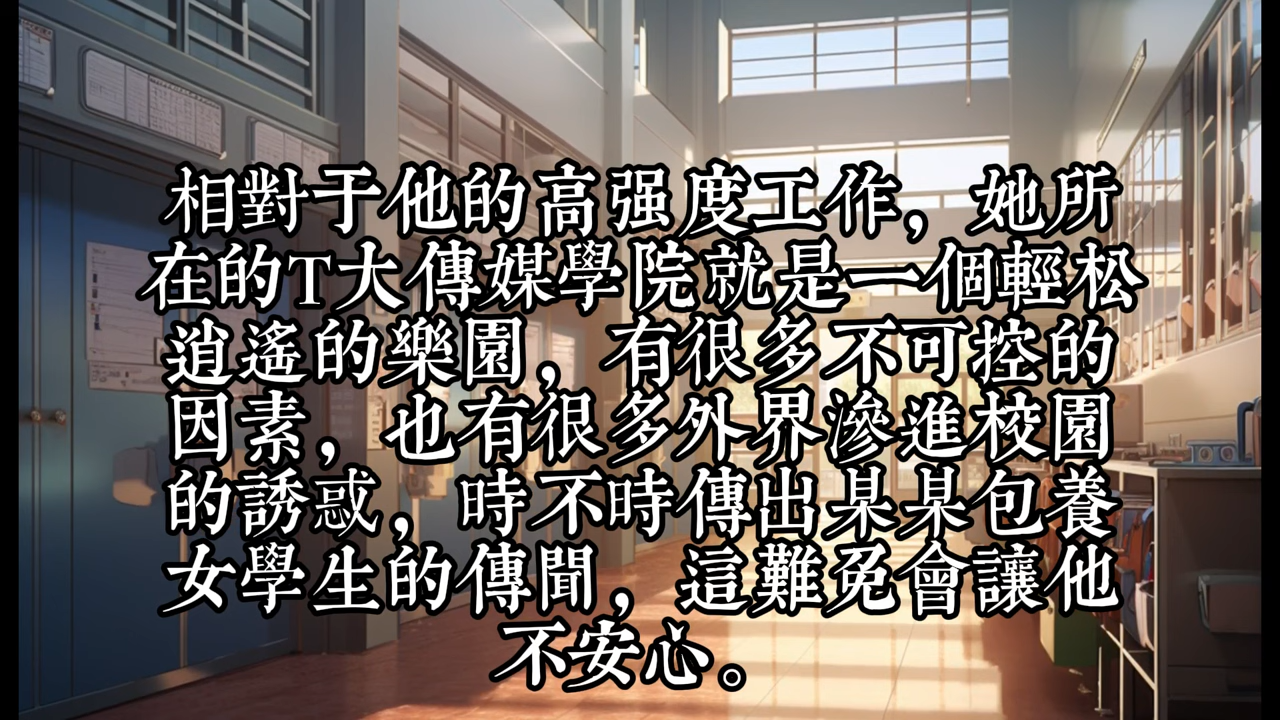 相對于他的高强度工作，她所
在的T大傳媒學院就是一個輕松
逍遙的樂園，有很多不可控的
因素，也有很多外界滲進校園
的誘惑，時不時傳出某某包養
女學生的傳聞，這難免會讓他
不安心。